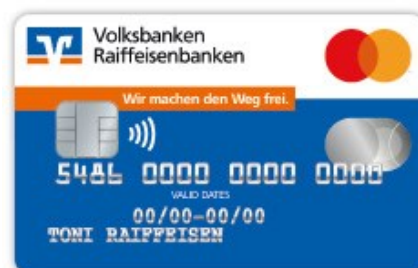 Volksbanken
Raiffeisenbanken
Wir machen den Weg frei.
5486 0000 0000 0000
VALID DATES
00/00-00/00
TONI RAIFFEISEN